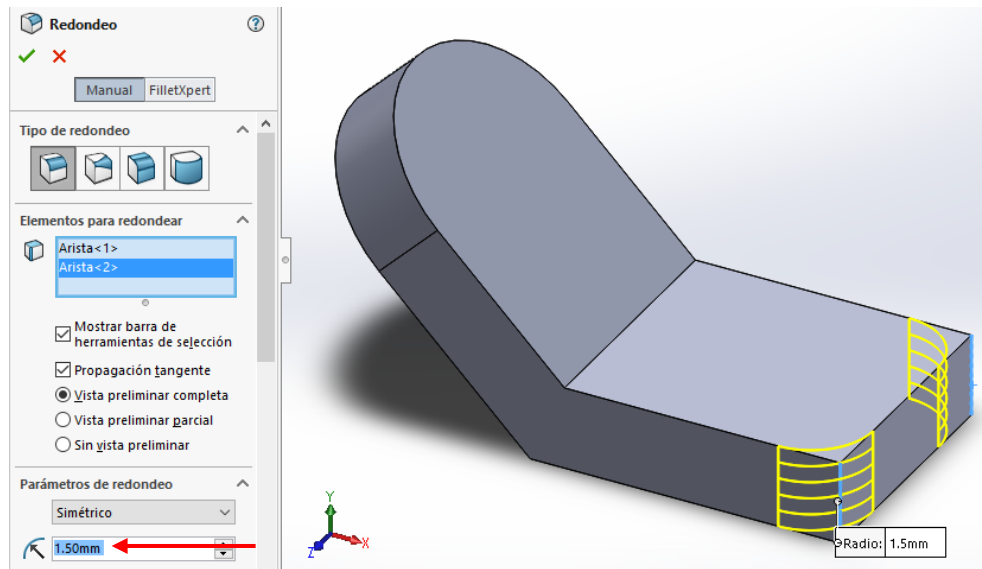 Redondeo
Manual
FilletXpert
Tipo de redondeo
Elementos para redondear
Arista<1>
Arista<2>
Mostrar barra de
herramientas de selección
Propagación tangente
Vista preliminar completa
Vista preliminar parcial
Sin vista preliminar
Parámetros de redondeo
Simétrico
1.50mm
Y
X
Z
Radio: 1.5mm